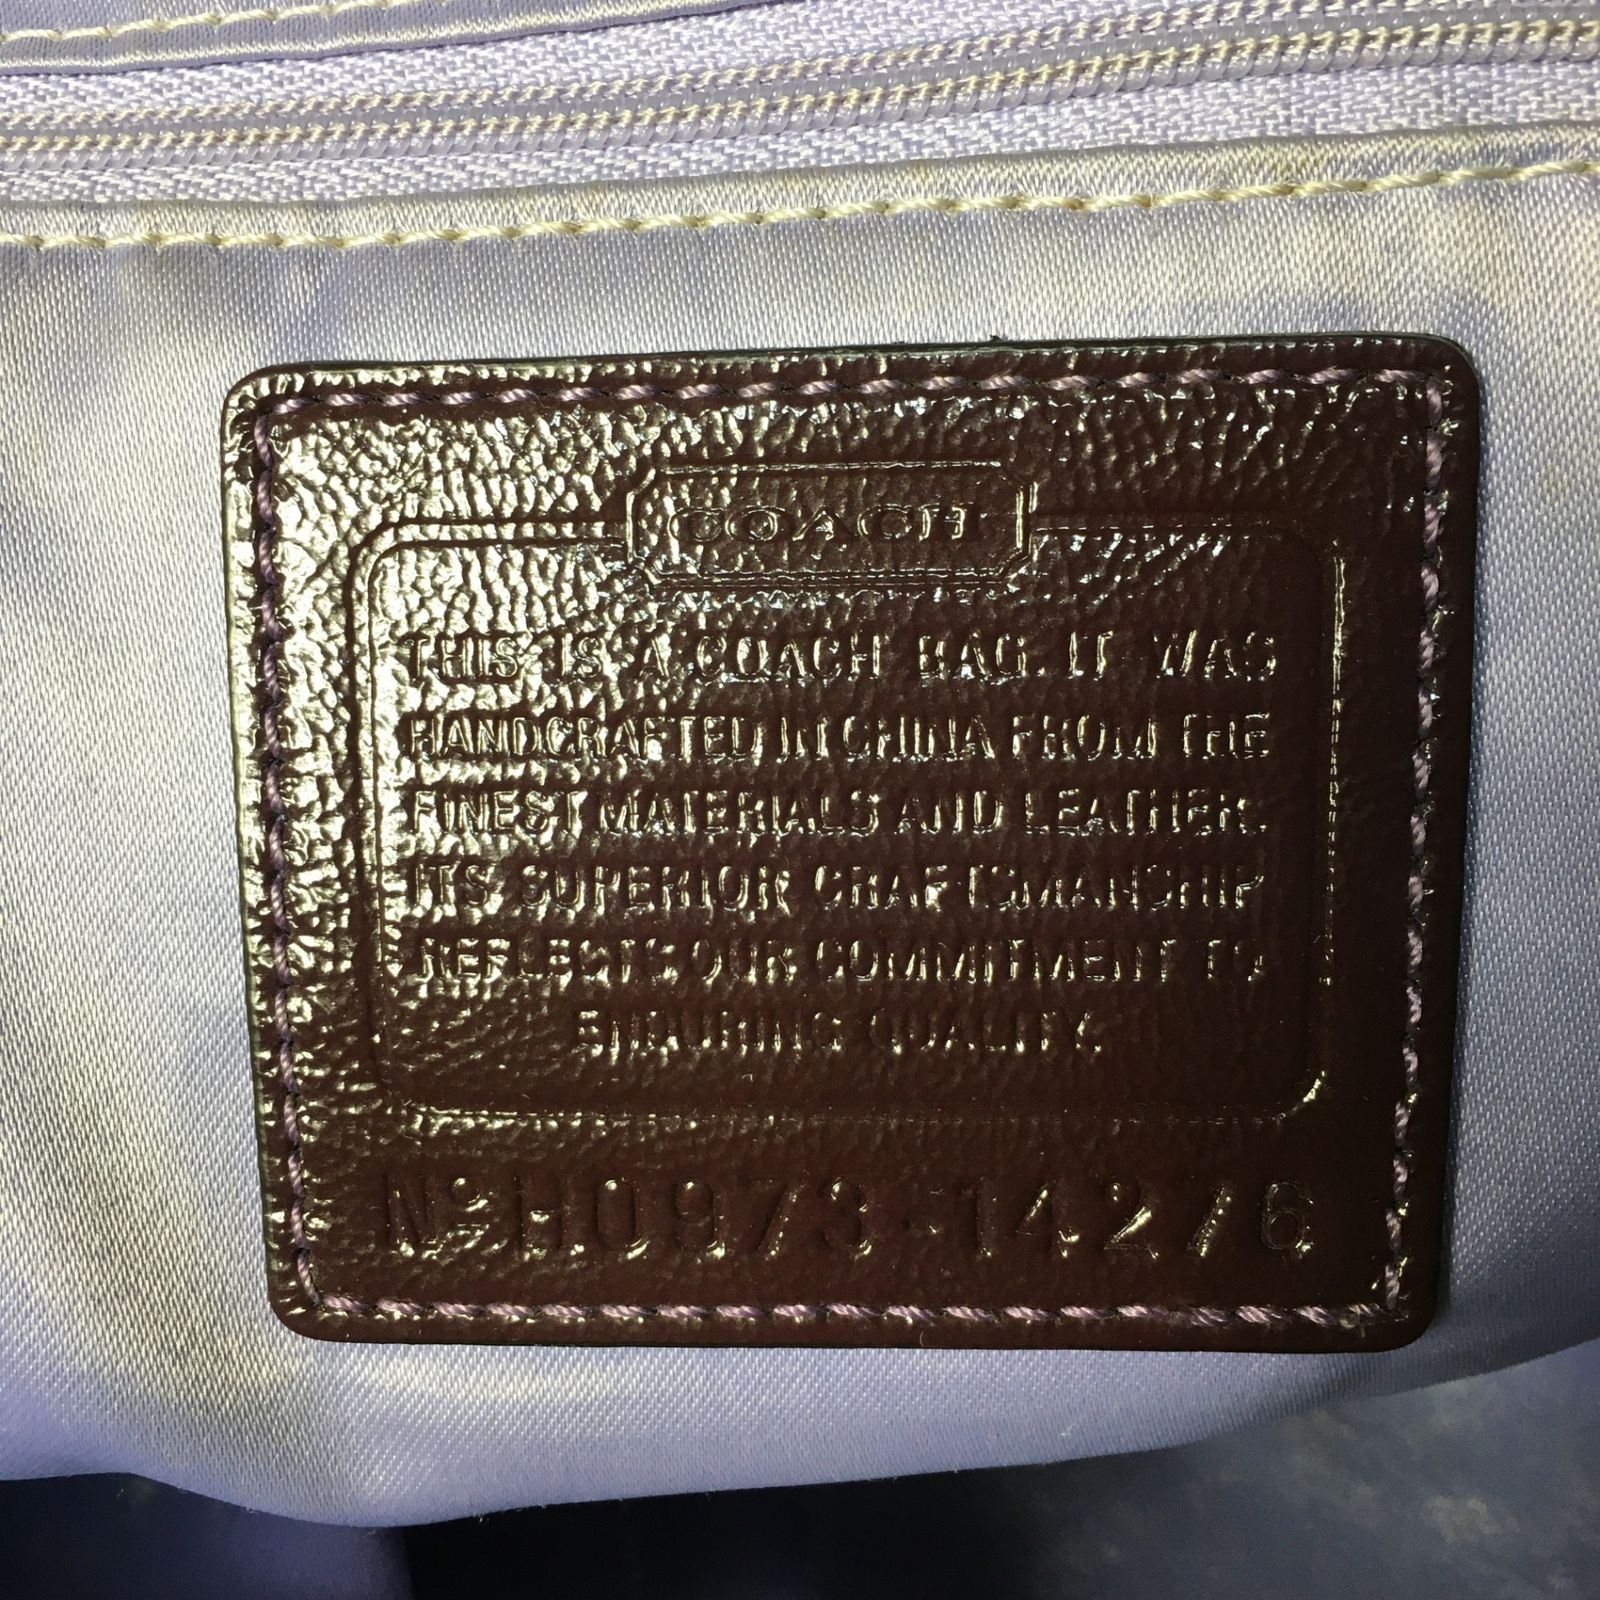 COACH
THIS IS A COACH BAG. IT WAS
HANDCRAFTED IN CHINA FROM THE
FINEST MATERIALS AND LEATHER.
ITS SUPERIOR CRAFTSMANSHIP
REFLECTS OUR COMMITMENT TO
ENDURING QUALITY.
Nº H0973-14276